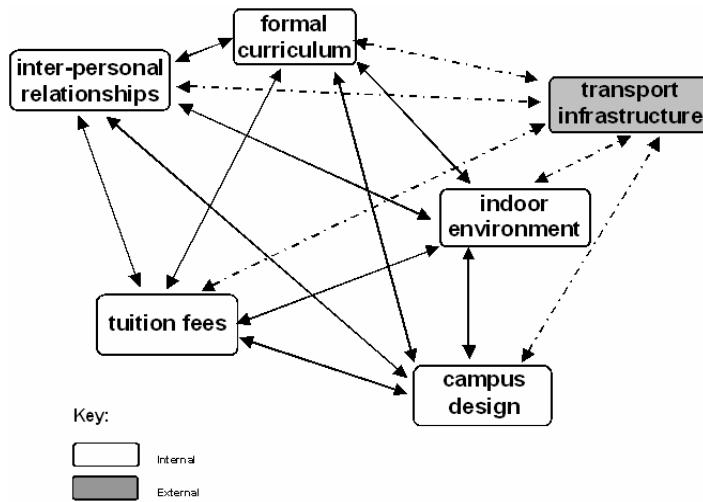 formal
curriculum
inter-personal
relationships
transport
infrastructure
indoor
environment
tuition fees
campus
design
Key:
Internal
External